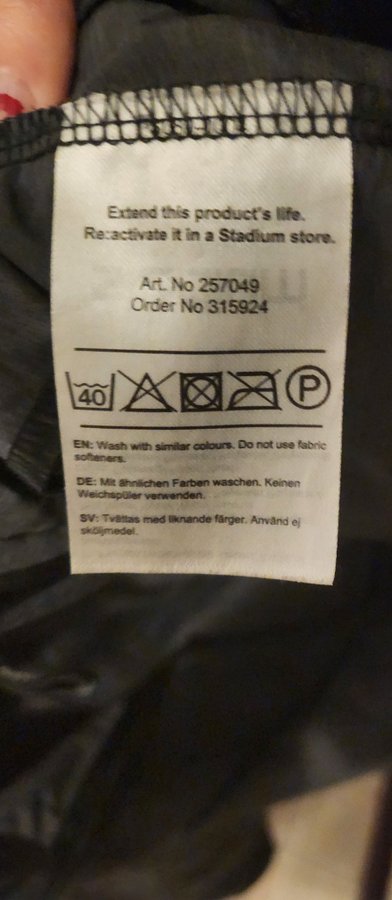 Extend this product's life.
Re:activate it in a Stadium store.
Art. No 257049
Order No 315924
40
P
EN: Wash with similar colours. Do not use fabric
softeners.
DE: Mit ähnlichen Farben waschen. Keinen
Weichspüler verwenden.
SV: Tvättas med liknande färger. Använd ej
sköljmedel.